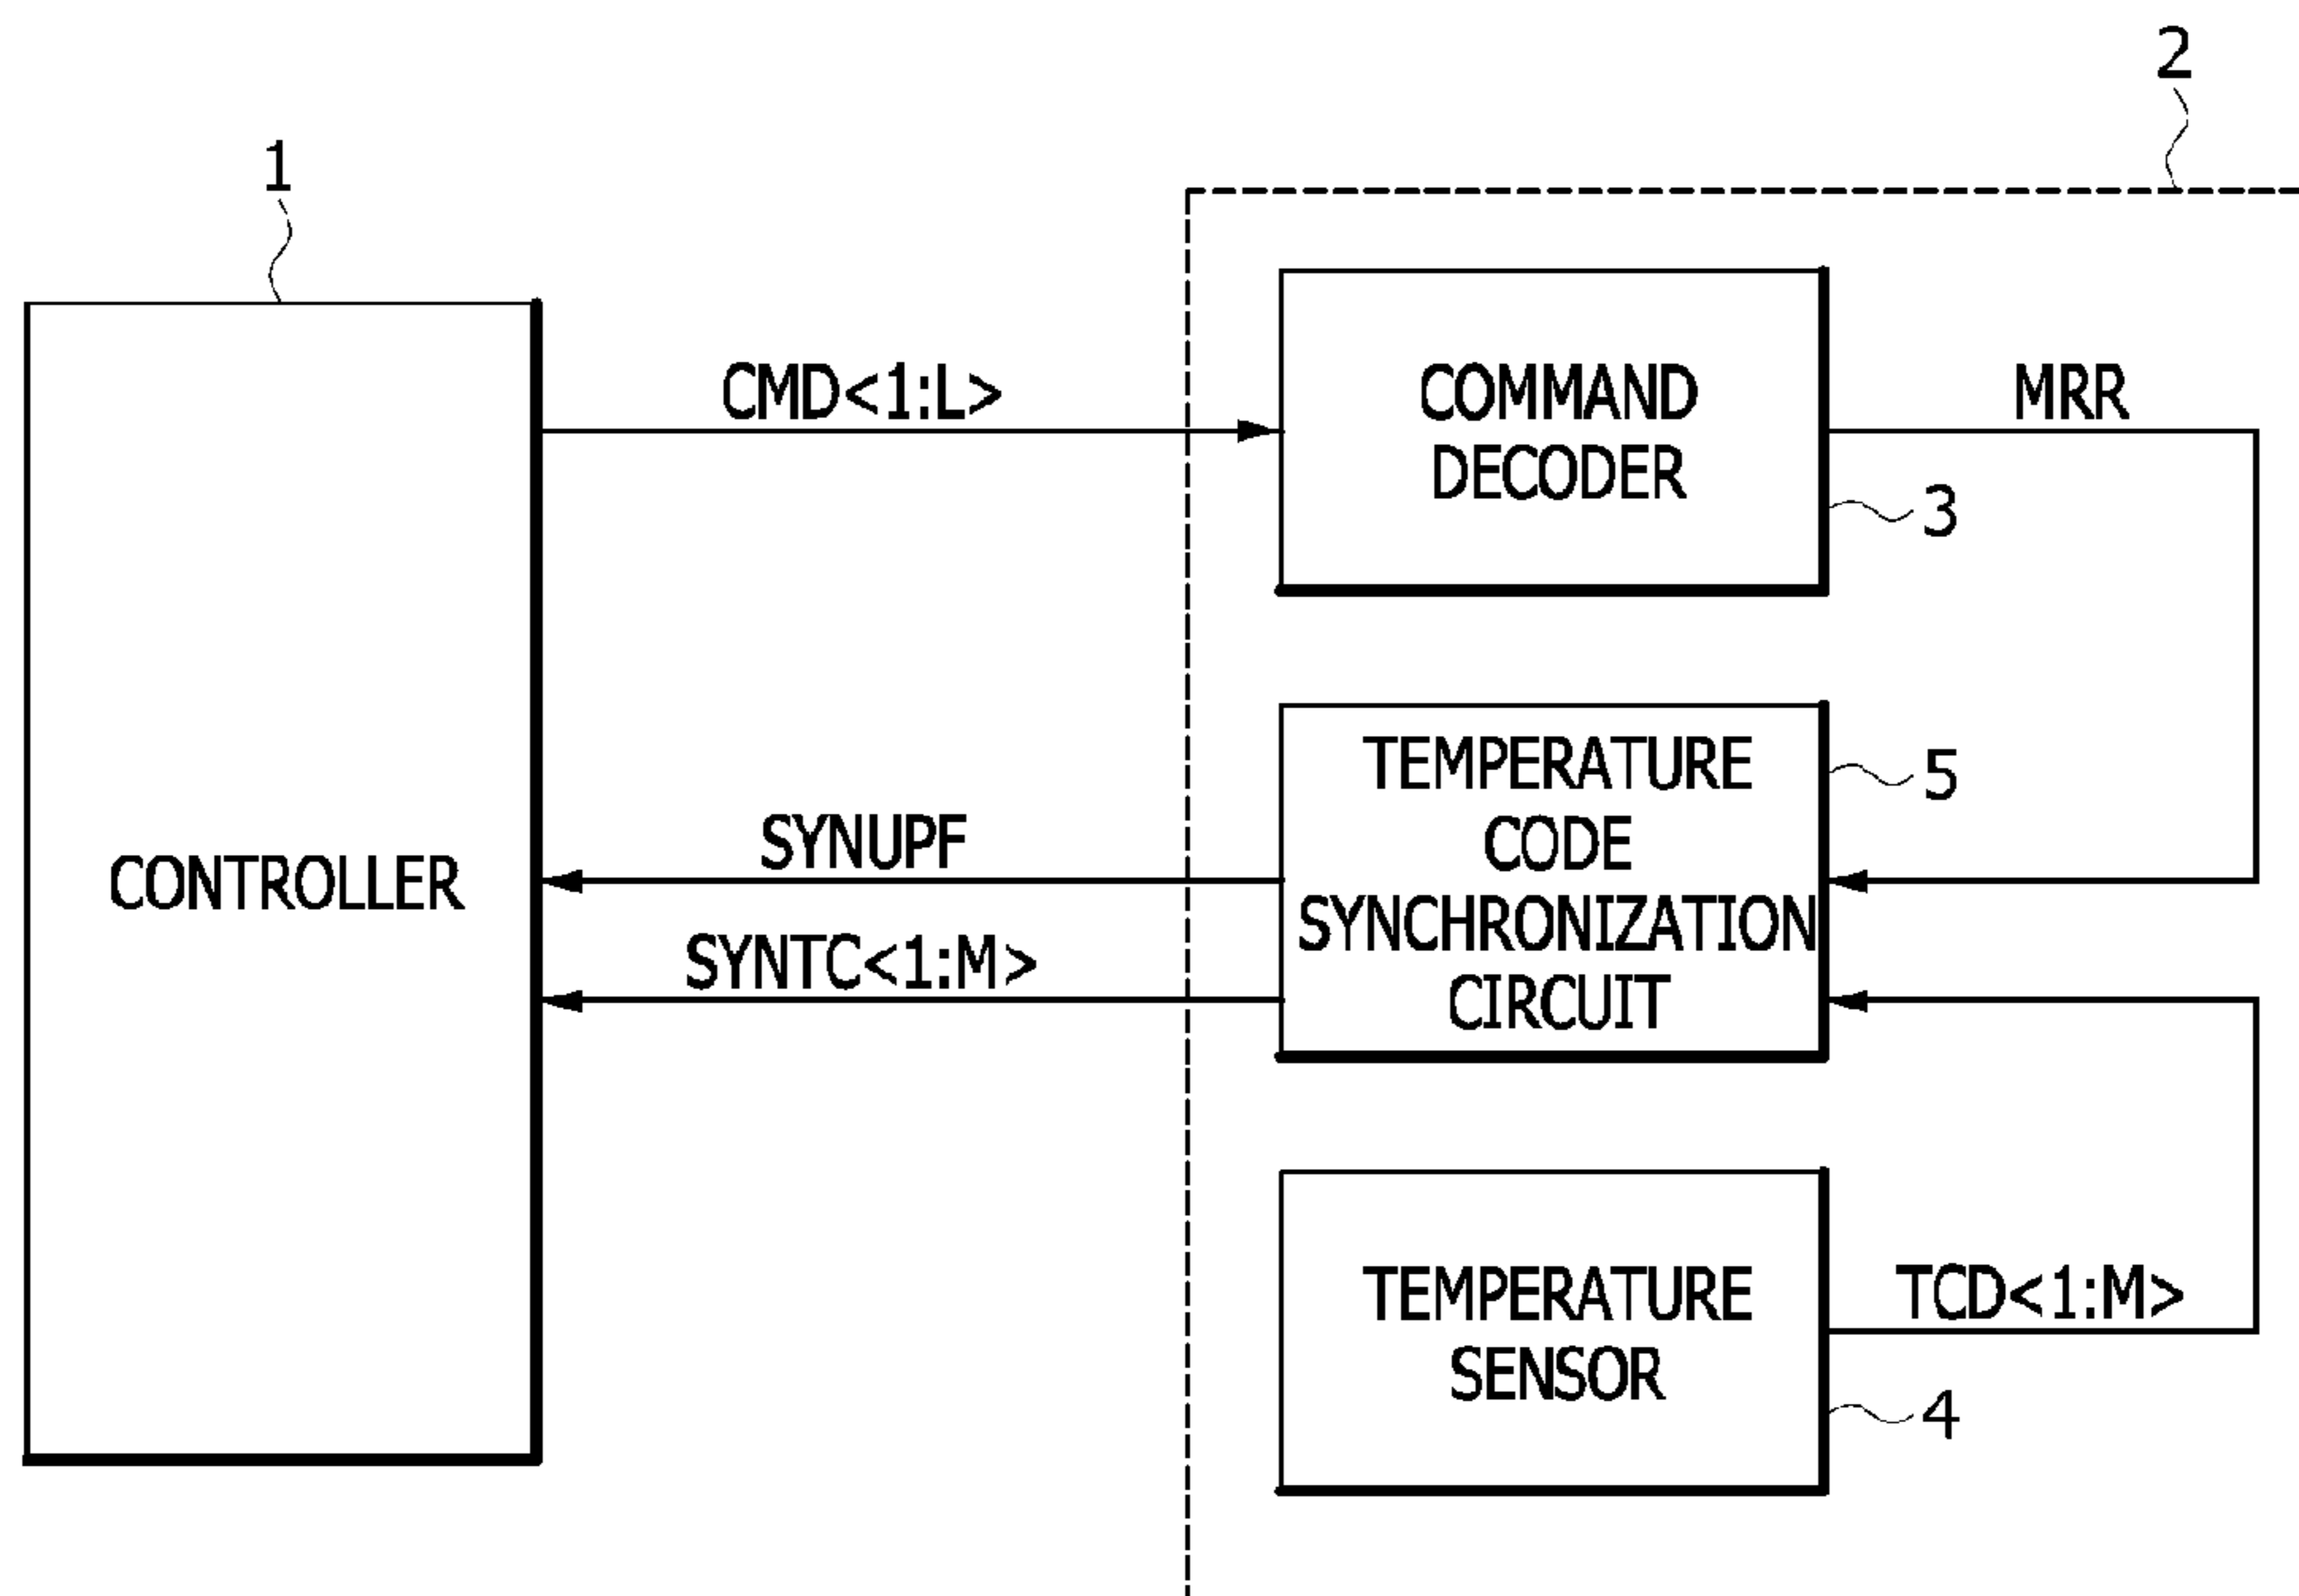 2
1
CMD<1:L>
COMMAND
DECODER
MRR
3
TEMPERATURE
CODE
SYNCHRONIZATION
CIRCUIT
5
SYNUPF
CONTROLLER
SYNTC<1:M>
TEMPERATURE
SENSOR
TCD<1:M>
4